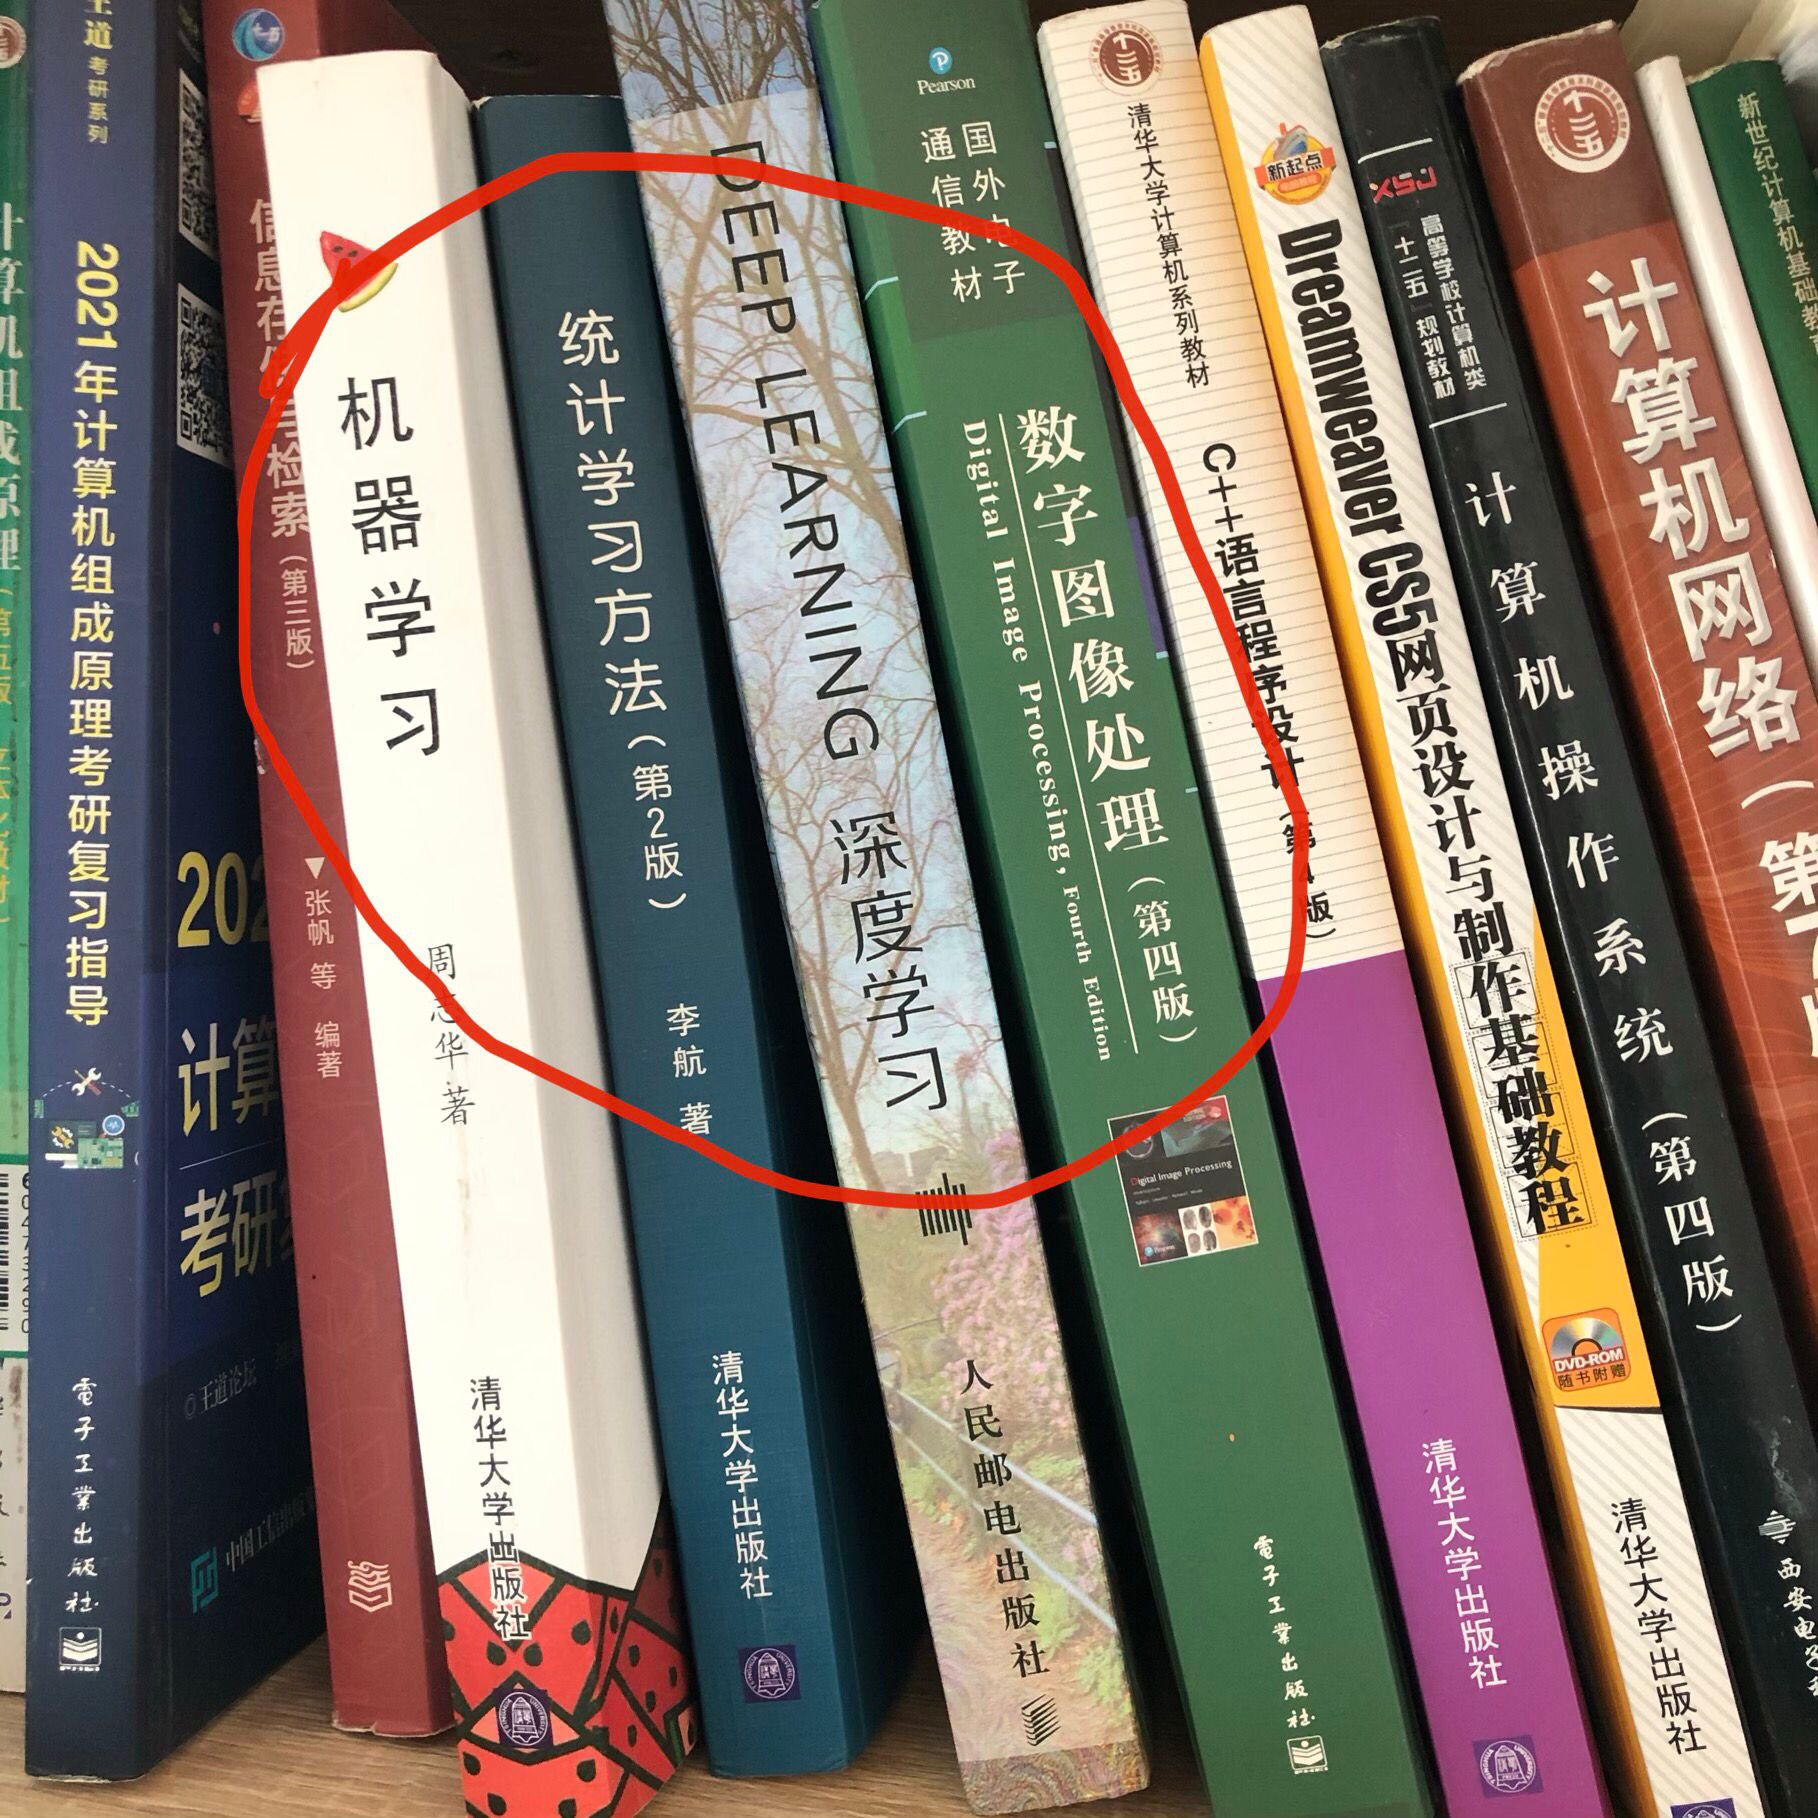 王道考研系列
2021年计算机组成原理考研复习指导
電子工業出版社
计算
考研
王道论坛
信息存储与检索(第三版)
张帆 等 编著
机器学习
周志华 著
清华大学出版社
统计学习方法(第2版)
李航 著
清华大学出版社
DEEP LEARNING 深度学习
人民邮电出版社
Pearson
国外电子
通信教材
数字图像处理(第四版)
Digital Image Processing, Fourth Edition
Digital Image Processing
電子工業出版社
清华大学计算机系列教材
C++语言程序设计(第4版)
清华大学出版社
新起点
Dreamweaver CS5网页设计与制作基础教程
DVD-ROM
随书附赠
清华大学出版社
XSJ
高等学校计算机类
"十二五"规划教材
计算机操作系统(第四版)
西安电子
计算机网络(第
新世纪计算机基础教